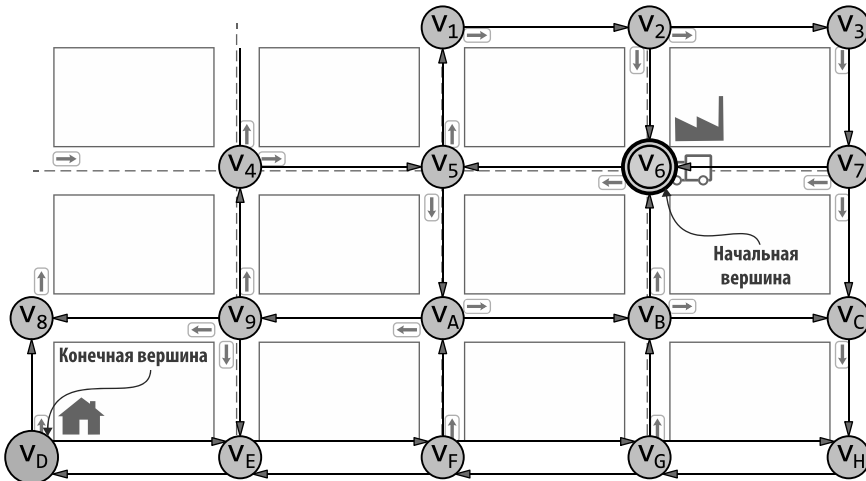 V1 V2 V3
V4 V5 V6 V7
Начальная
вершина
V8 V9 VA VB VC
Конечная вершина
VD VE VF VG VH